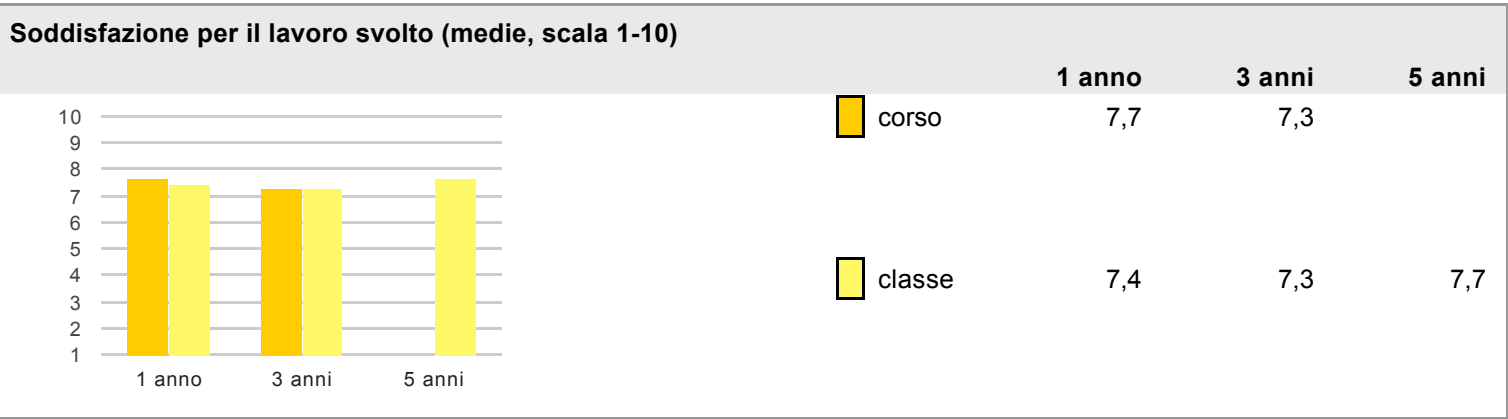 Soddisfazione per il lavoro svolto (medie, scala 1-10)
1 anno 3 anni 5 anni
corso 7,7 7,3
classe 7,4 7,3 7,7
10
9
8
7
6
5
4
3
2
1
1 anno 3 anni 5 anni